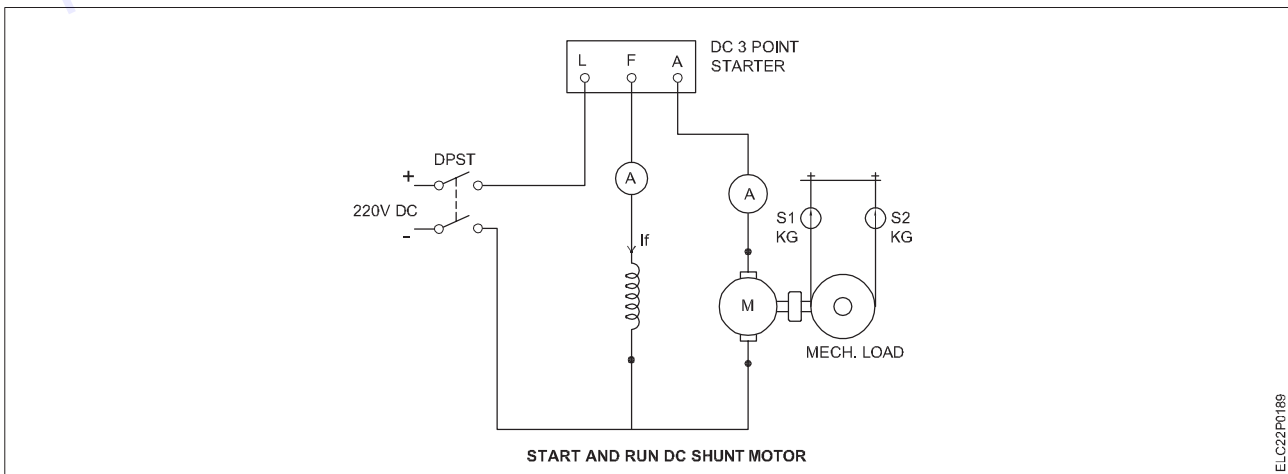 DC 3 POINT
STARTER
L F A
DPST
+
220V DC
-
A
A
If
S1
KG
S2
KG
M
MECH. LOAD
START AND RUN DC SHUNT MOTOR
ELC22P0189